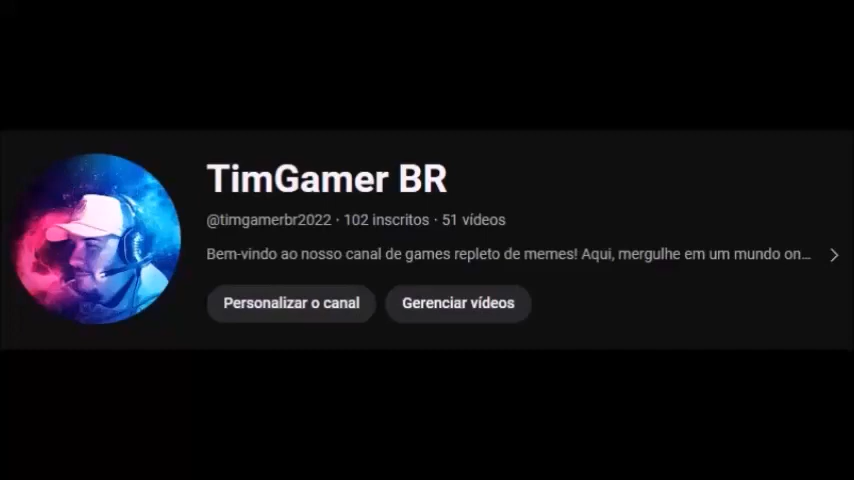 TimGamer BR
@timgamerbr2022 · 102 inscritos · 51 vídeos
Bem-vindo ao nosso canal de games repleto de memes! Aqui, mergulhe em um mundo on...
Personalizar o canal
Gerenciar vídeos